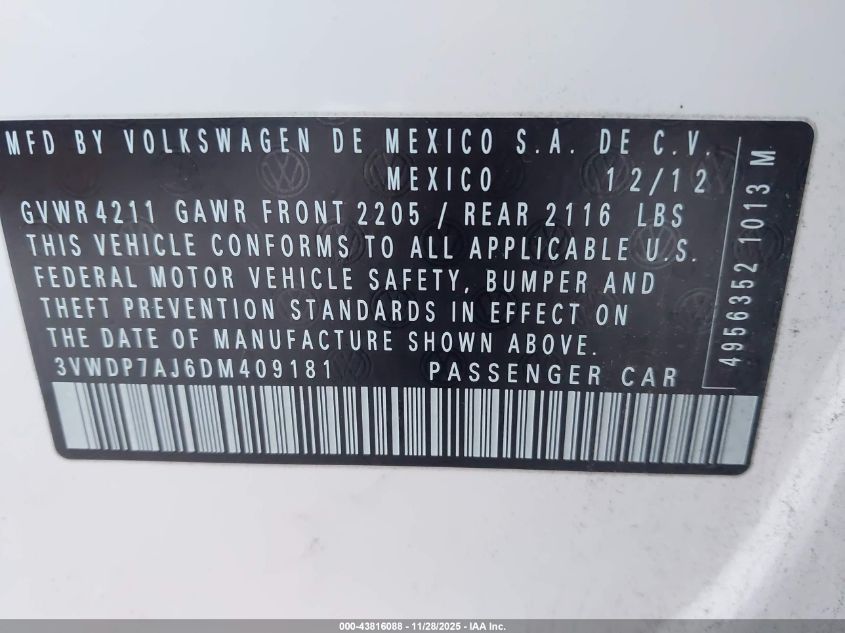 MFD BY VOLKSWAGEN DE MEXICO S.A. DE C.V.
MEXICO 12/12
GVWR 4211 GAWR FRONT 2205 / REAR 2116 LBS
THIS VEHICLE CONFORMS TO ALL APPLICABLE U.S.
FEDERAL MOTOR VEHICLE SAFETY, BUMPER AND
THEFT PREVENTION STANDARDS IN EFFECT ON
THE DATE OF MANUFACTURE SHOWN ABOVE.
3VWDP7AJ6DM409181 PASSENGER CAR
4956352 1013 M
000-43816088 - 11/28/2025 - IAA Inc.